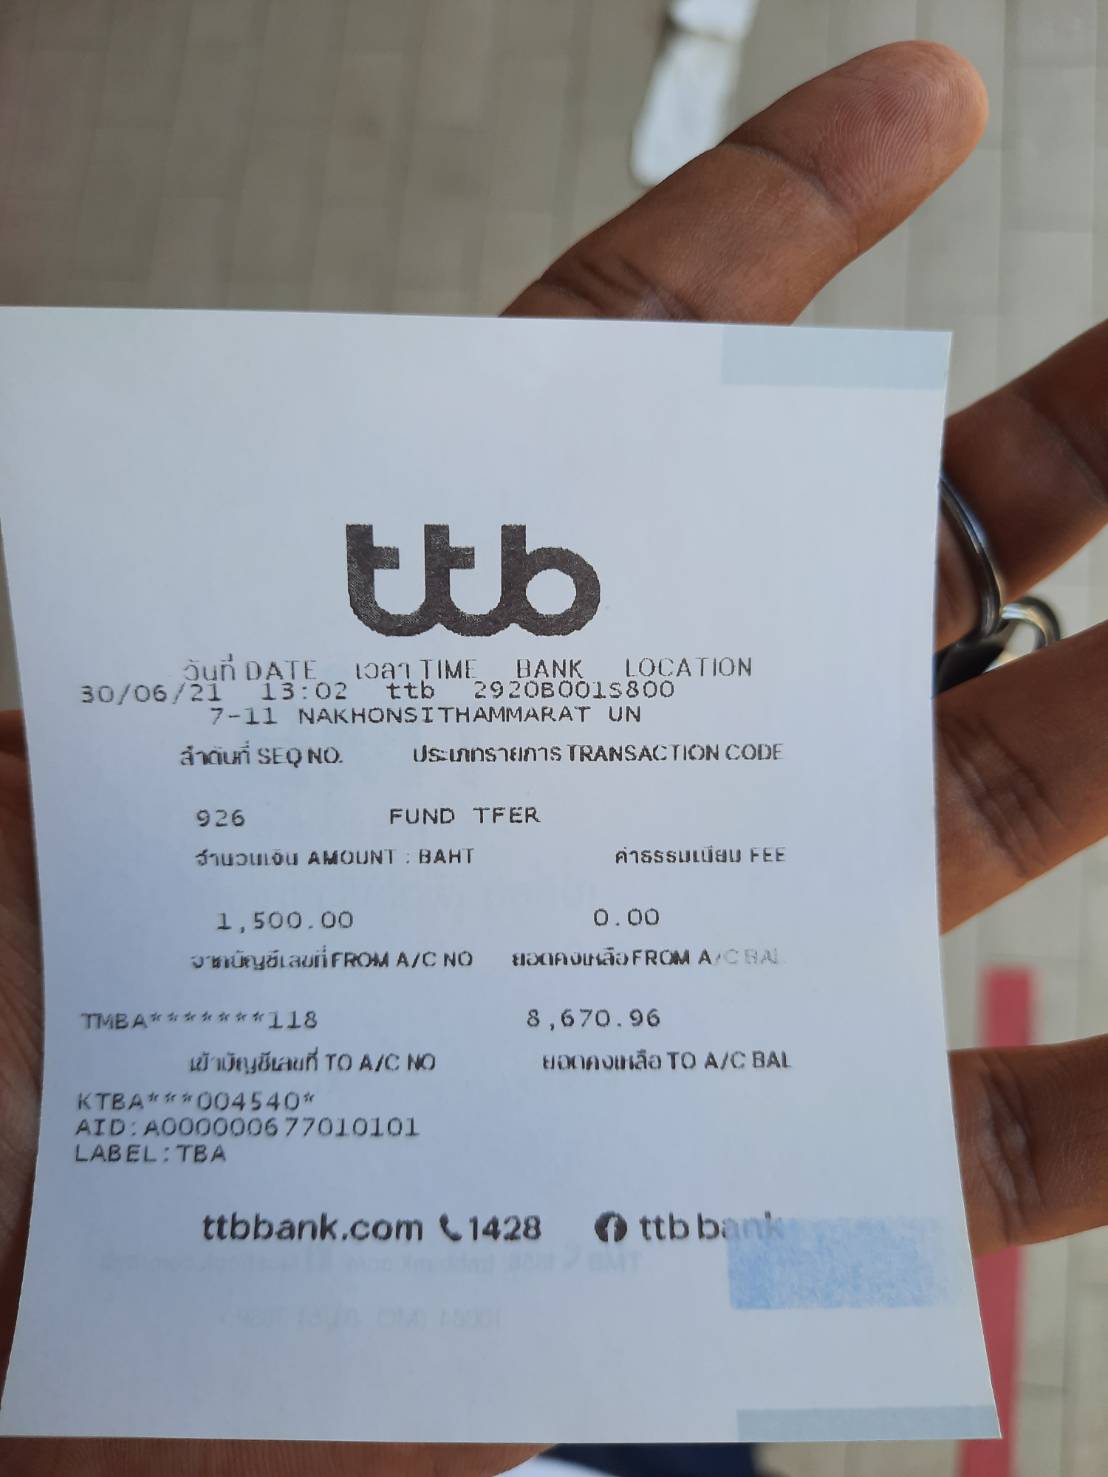 ttb
วันที่ DATE เวลา TIME BANK LOCATION
30/06/21 13:02 ttb 2920B001S800
7-11 NAKHONSITHAMMARAT UN
ลำดับที่ SEQ NO. ประเภทรายการ TRANSACTION CODE
926 FUND TFER
จำนวนเงิน AMOUNT : BAHT ค่าธรรมเนียม FEE
1,500.00 0.00
จากบัญชีเลขที่ FROM A/C NO ยอดคงเหลือ FROM A/C BAL
TMBA*******118 8,670.96
เข้าบัญชีเลขที่ TO A/C NO ยอดคงเหลือ TO A/C BAL
KTBA***004540*
AID:A0000000677010101
LABEL:TBA
ttbbank.com 1428 ttb bank